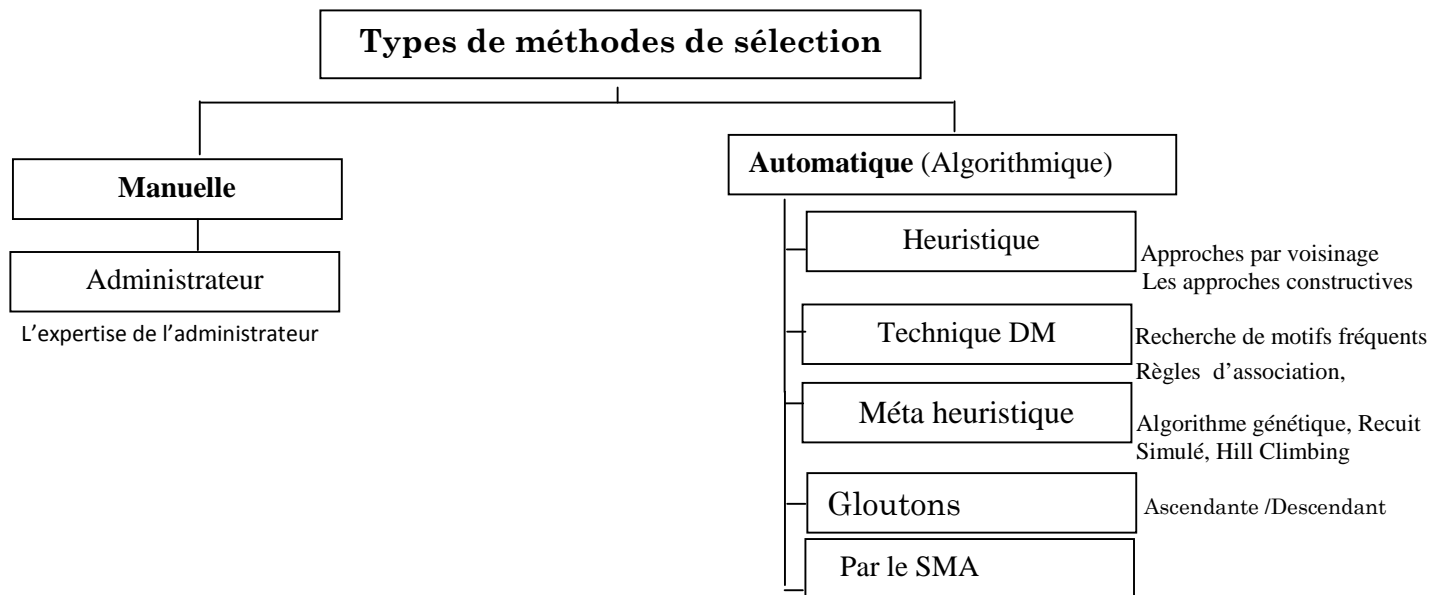 Types de méthodes de sélection
Manuelle
Administrateur
L'expertise de l'administrateur
Automatique (Algorithmique)
Heuristique
Approches par voisinage
Les approches constructives
Technique DM
Recherche de motifs fréquents
Règles d'association,
Méta heuristique
Algorithme génétique, Recuit
Simulé, Hill Climbing
Gloutons
Ascendante /Descendant
Par le SMA